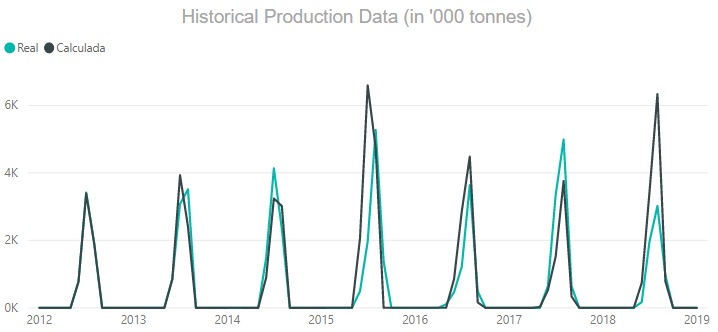 Historical Production Data (in '000 tonnes)
Real Calculada
6K
4K
2K
0K
2012 2013 2014 2015 2016 2017 2018 2019